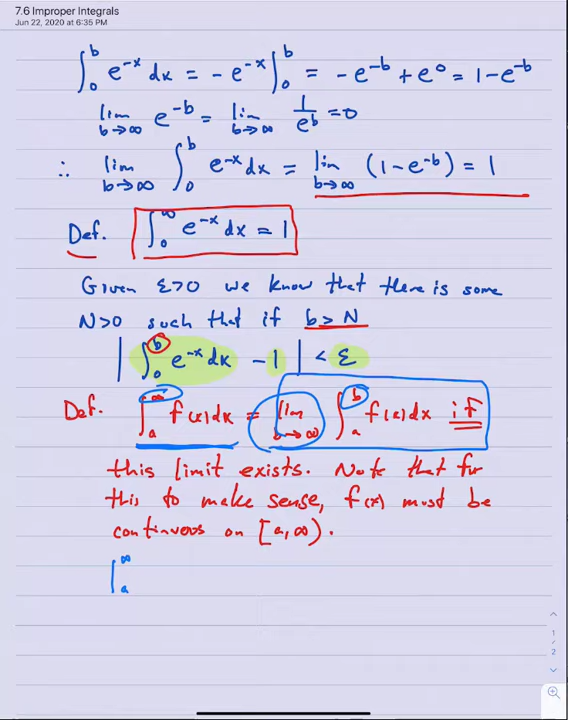 7.6 Improper Integrals
Jun 22, 2020 at 6:35 PM
∫₀ᵇ e⁻ˣ dx = -e⁻ˣ ∫₀ᵇ = -e⁻ᵇ + e⁰ = 1 - e⁻ᵇ
lim b→∞ e⁻ᵇ = lim b→∞ 1/eᵇ = 0
∴ lim b→∞ ∫₀ᵇ e⁻ˣ dx = lim b→∞ (1 - e⁻ᵇ) = 1
Def. ∫₀^∞ e⁻ˣ dx = 1
Given ε>0 we know that there is some
N>0 such that if b > N
| ∫₀ᵇ e⁻ˣ dx - 1 | < ε
Def. ∫ₐ^∞ f(x) dx = lim b→∞ ∫ₐᵇ f(x) dx if
this limit exists. Note that for
this to make sense, f(x) must be
continuous on [a, ∞).
∫ₐ^∞
1
/
2